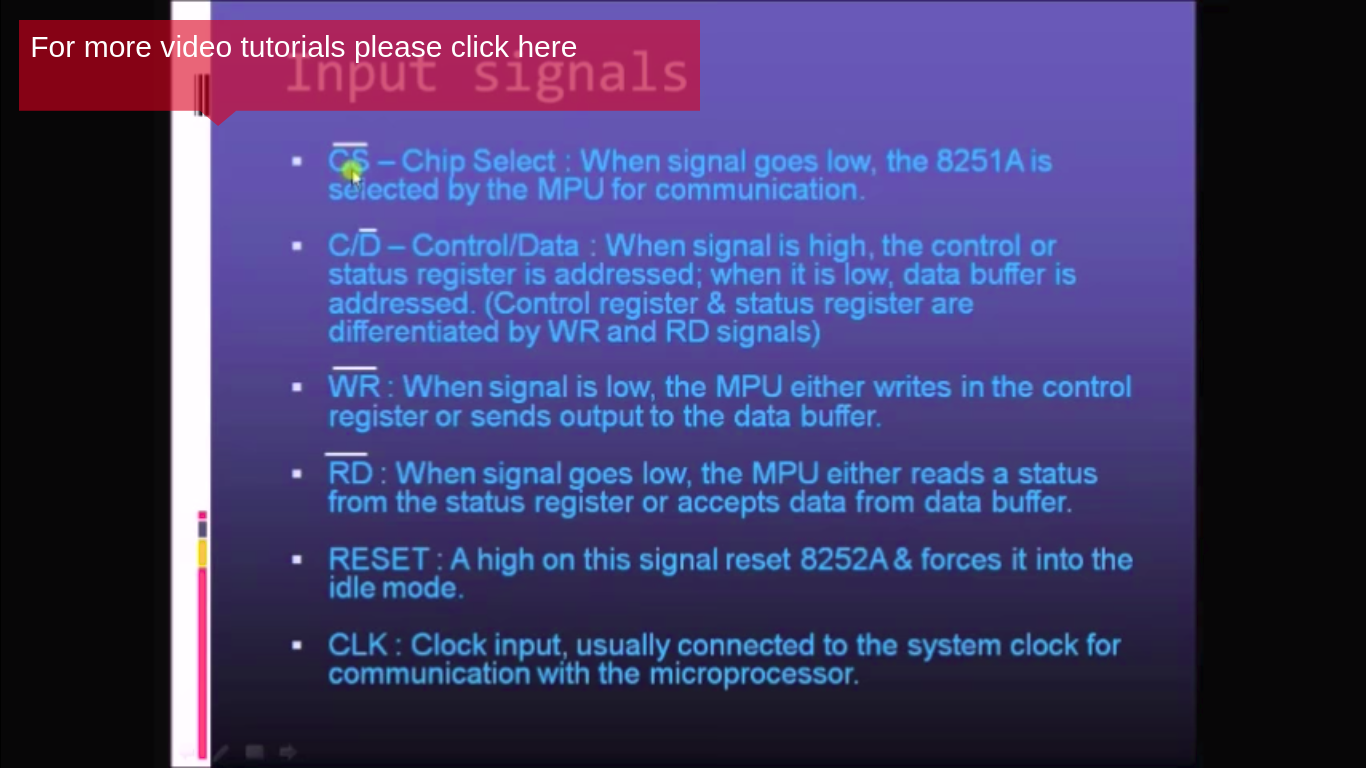 For more video tutorials please click here
Input signals
CS – Chip Select : When signal goes low, the 8251A is
selected by the MPU for communication.
C/D – Control/Data : When signal is high, the control or
status register is addressed; when it is low, data buffer is
addressed. (Control register & status register are
differentiated by WR and RD signals)
WR : When signal is low, the MPU either writes in the control
register or sends output to the data buffer.
RD : When signal goes low, the MPU either reads a status
from the status register or accepts data from data buffer.
RESET : A high on this signal reset 8252A & forces it into the
idle mode.
CLK : Clock input, usually connected to the system clock for
communication with the microprocessor.